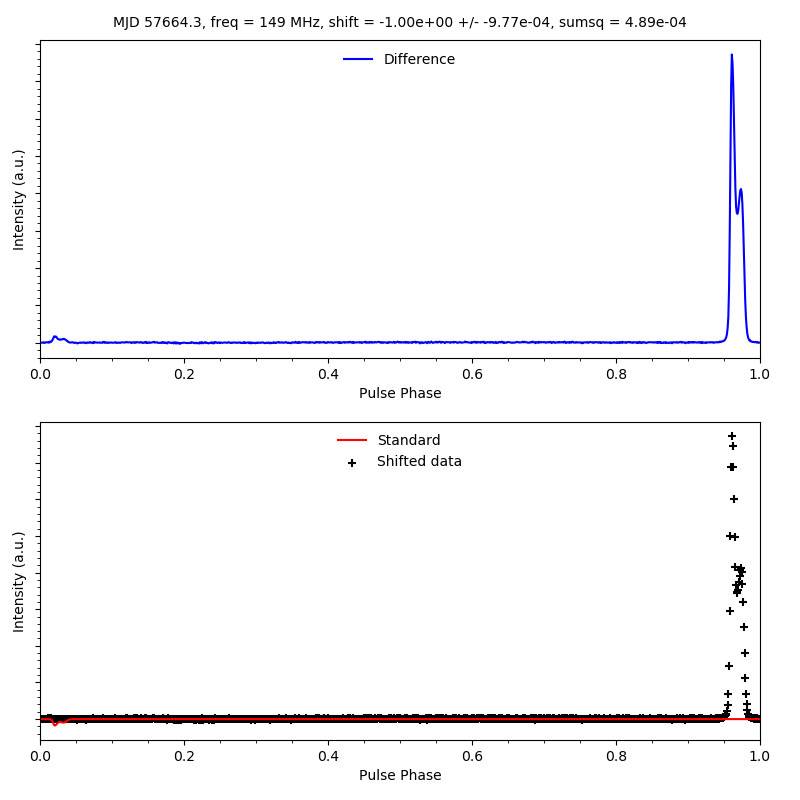 MJD 57664.3, freq = 149 MHz, shift = -1.00e+00 +/- -9.77e-04, sumsq = 4.89e-04
Difference
Intensity (a.u.)
0.0 0.2 0.4 0.6 0.8 1.0
Pulse Phase
Standard
Shifted data
Intensity (a.u.)
0.0 0.2 0.4 0.6 0.8 1.0
Pulse Phase